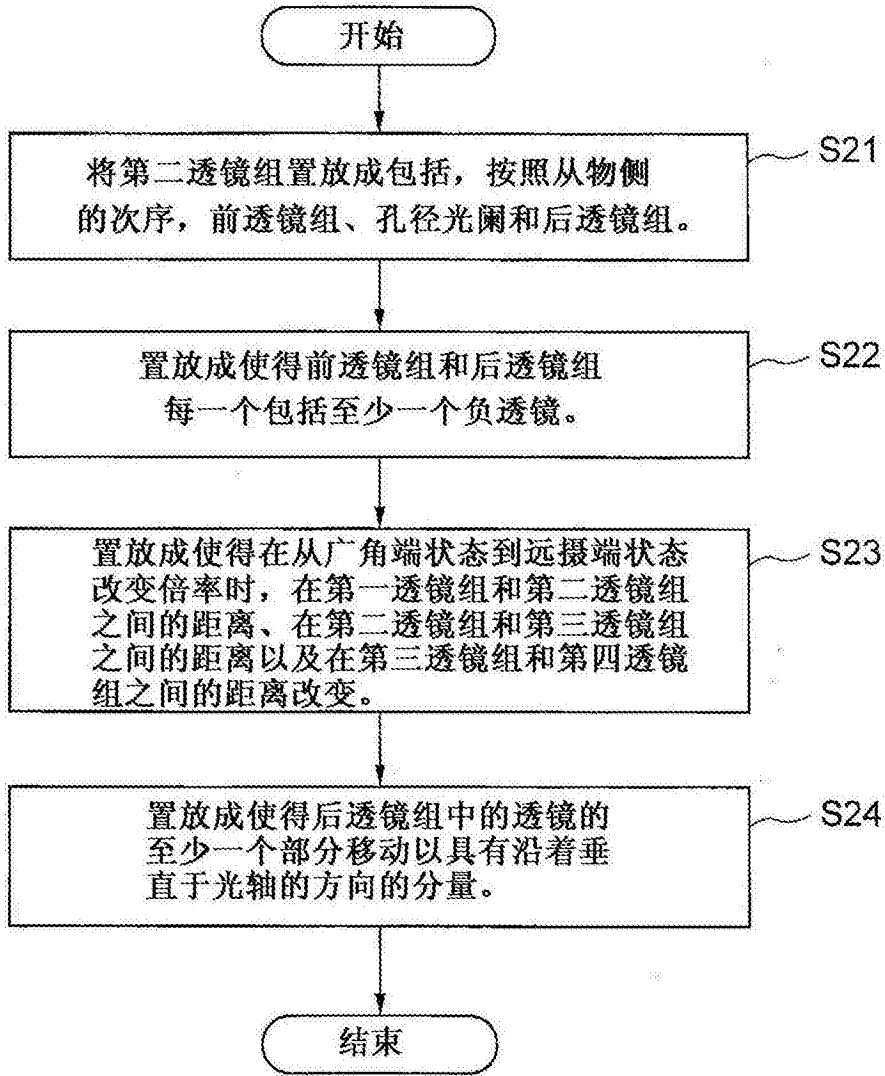 开始
S21
将第二透镜组置放成包括，按照从物侧
的次序，前透镜组、孔径光阑和后透镜组。
S22
置放成使得前透镜组和后透镜组
每一个包括至少一个负透镜。
S23
置放成使得在从广角端状态到远摄端状态
改变倍率时，在第一透镜组和第二透镜组
之间的距离、在第二透镜组和第三透镜组
之间的距离以及在第三透镜组和第四透镜
组之间的距离改变。
S24
置放成使得后透镜组中的透镜的
至少一个部分移动以具有沿着垂
直于光轴的方向的分量。
结束